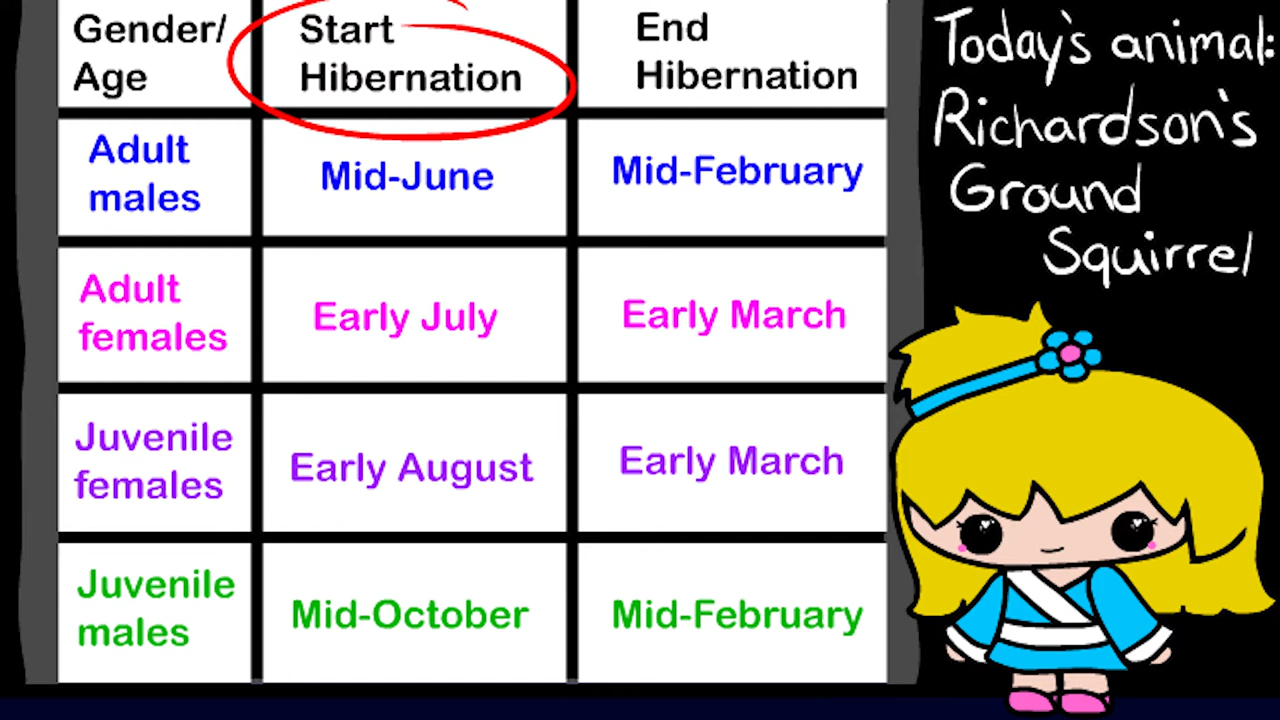 Gender/
Age
Start
Hibernation
End
Hibernation
Adult
males
Mid-June
Mid-February
Adult
females
Early July
Early March
Juvenile
females
Early August
Early March
Juvenile
males
Mid-October
Mid-February
Today's animal:
Richardson's
Ground
Squirrel